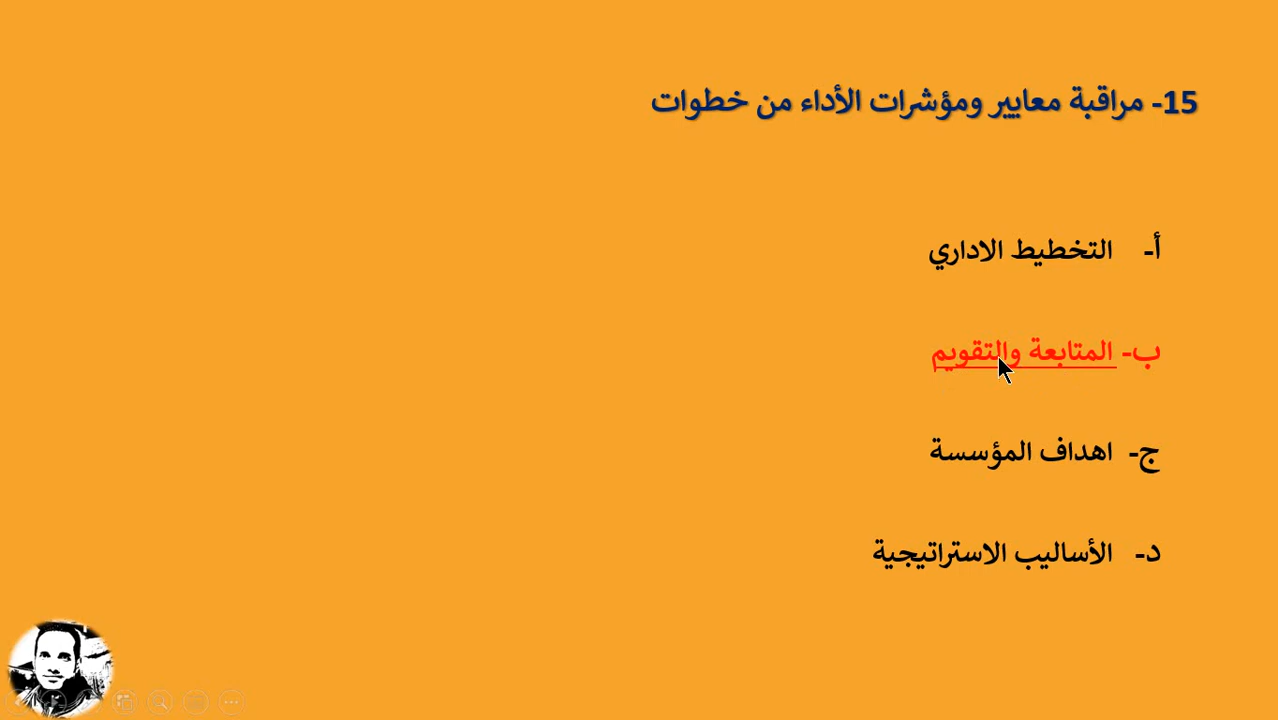 15- مراقبة معايير ومؤشرات الأداء من خطوات
أ- التخطيط الاداري
ب- المتابعة والتقويم
ج- اهداف المؤسسة
د- الأساليب الاستراتيجية